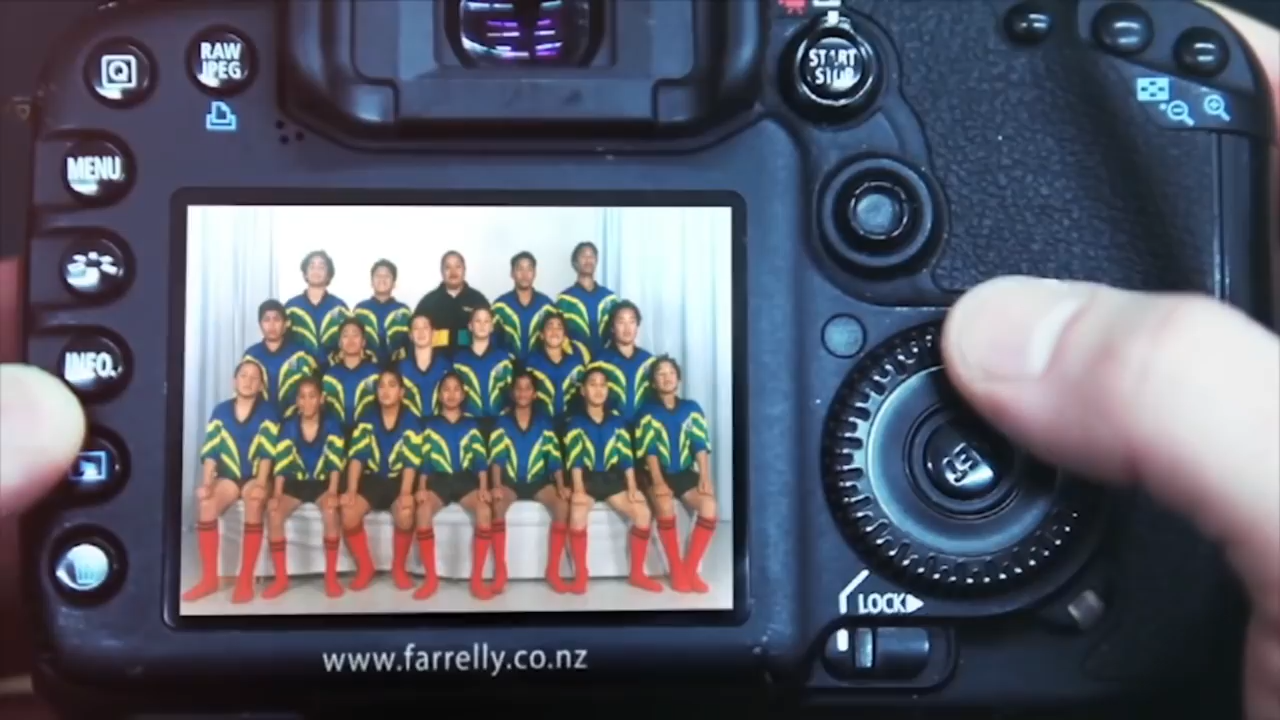 RAW
JPEG
START
STOP
MENU
INFO.
SET
LOCK
www.farrelly.co.nz